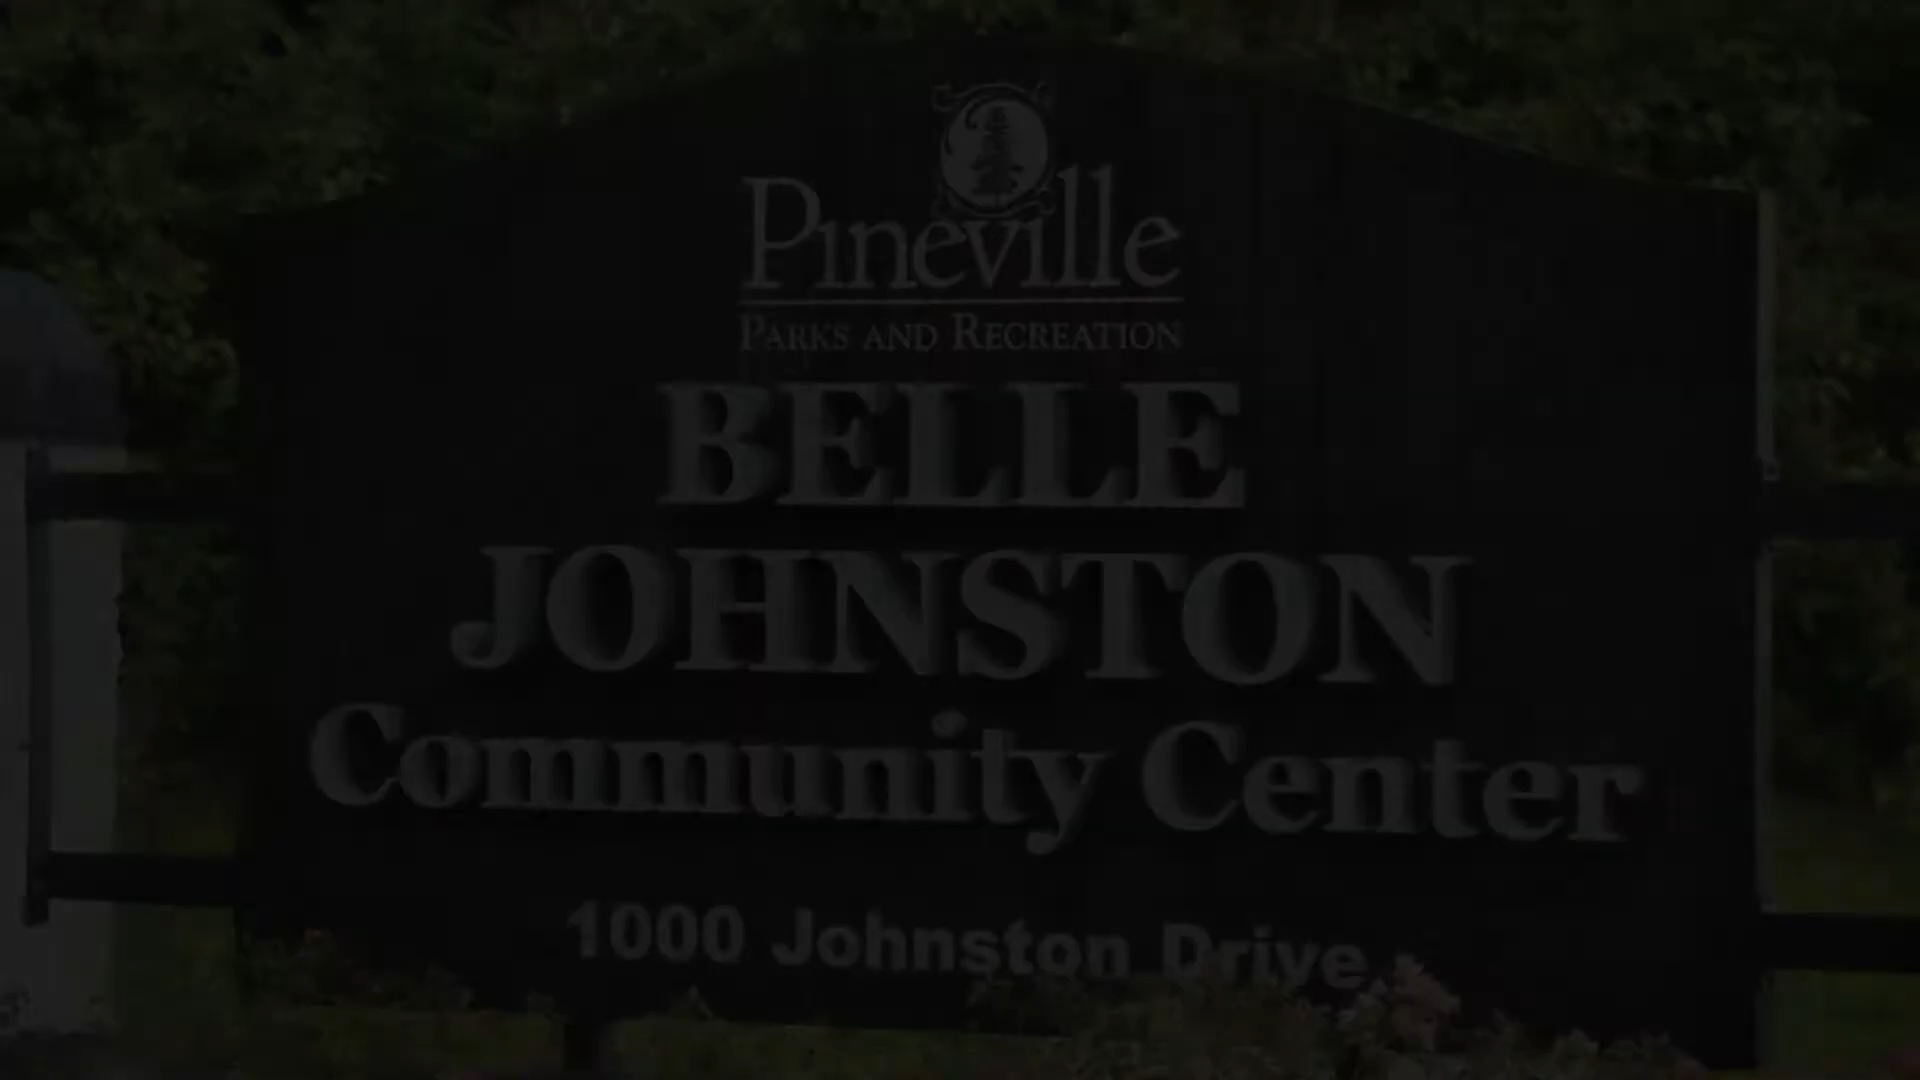 Pineville
PARKS AND RECREATION
BELLE
JOHNSTON
Community Center
1000 Johnston Drive